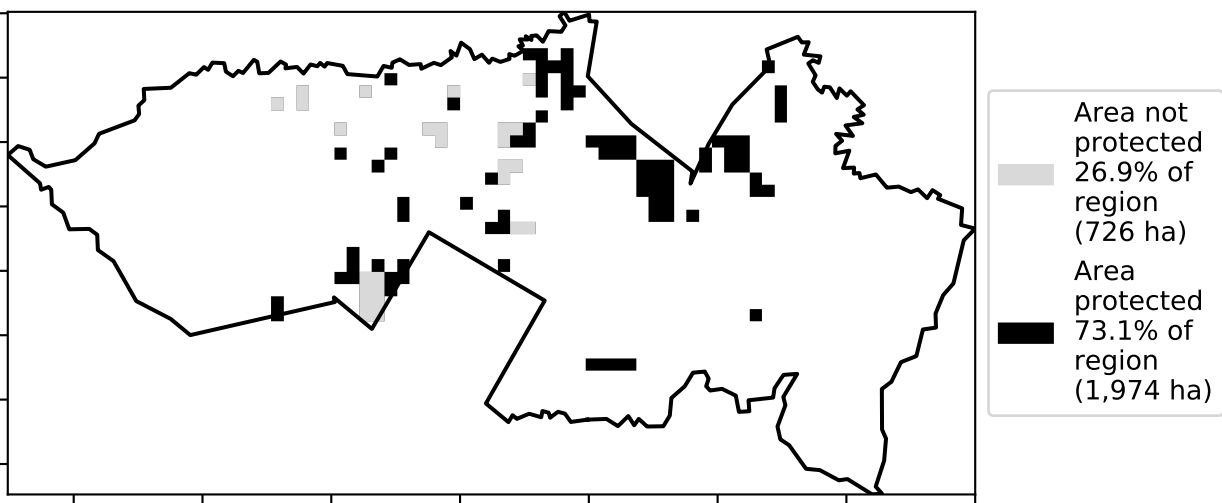 Area not
protected
26.9% of
region
(726 ha)
Area
protected
73.1% of
region
(1,974 ha)